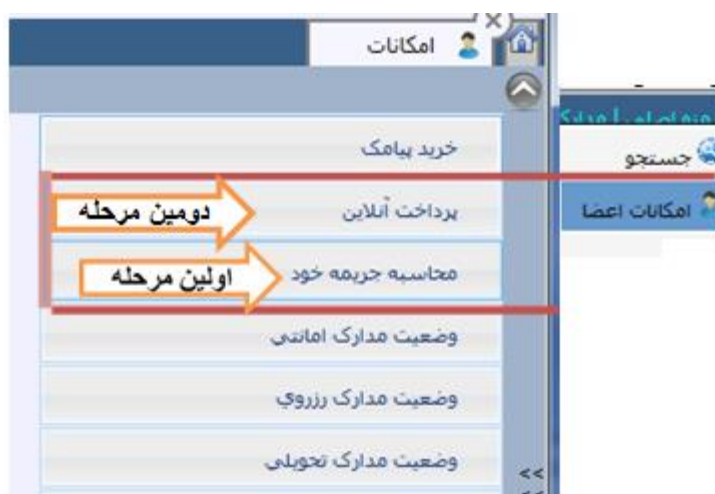 امکانات
جستجو
امکانات اعضا
خرید پیامک
پرداخت آنلاین
دومین مرحله
محاسبه جریمه خود
اولین مرحله
وضعیت مدارک امانتی
وضعیت مدارک رزروي
وضعیت مدارک تحویلی
<<